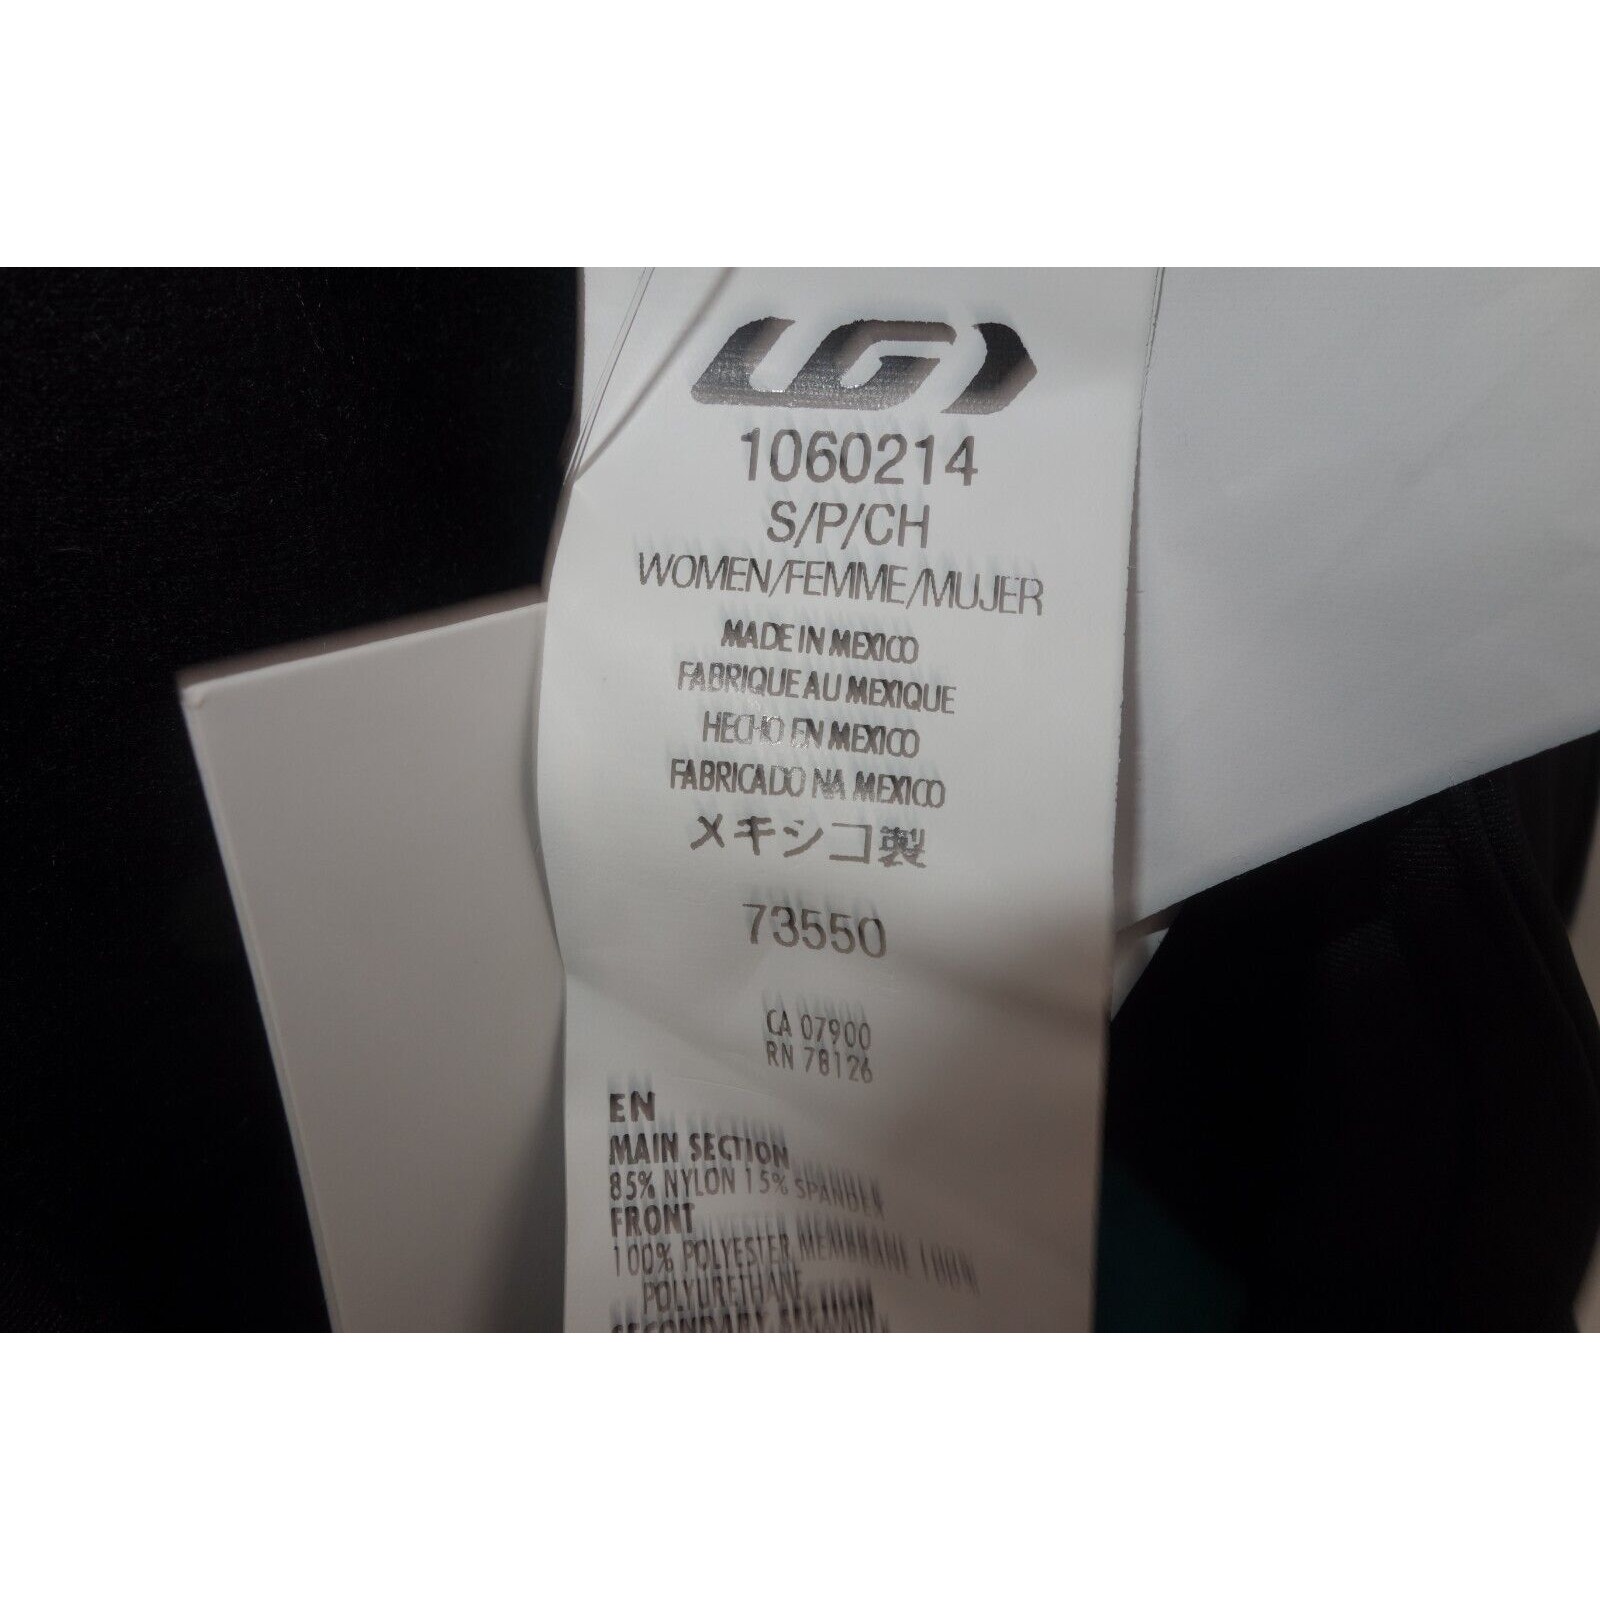 LG
1060214
S/P/CH
WOMEN/FEMME/MUJER
MADE IN MEXICO
FABRIQUE AU MEXIQUE
HECHO EN MEXICO
FABRICADO NA MEXICO
メキシコ製
73550
CA 07900
RN 78126
EN
MAIN SECTION
85% NYLON 15% SPANDEX
FRONT
100% POLYESTER, MEMBRANE 100%
POLYURETHANE
SECONDARY SECTION